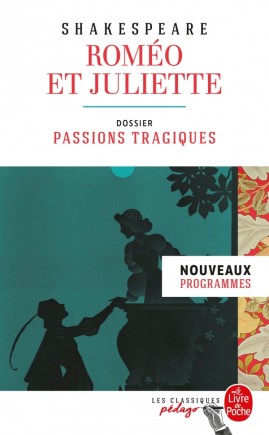 SHAKESPEARE
ROMÉO
ET JULIETTE
DOSSIER
PASSIONS TRAGIQUES
NOUVEAUX
PROGRAMMES
LES CLASSIQUES
pédago
Le
Livre
de
Poche